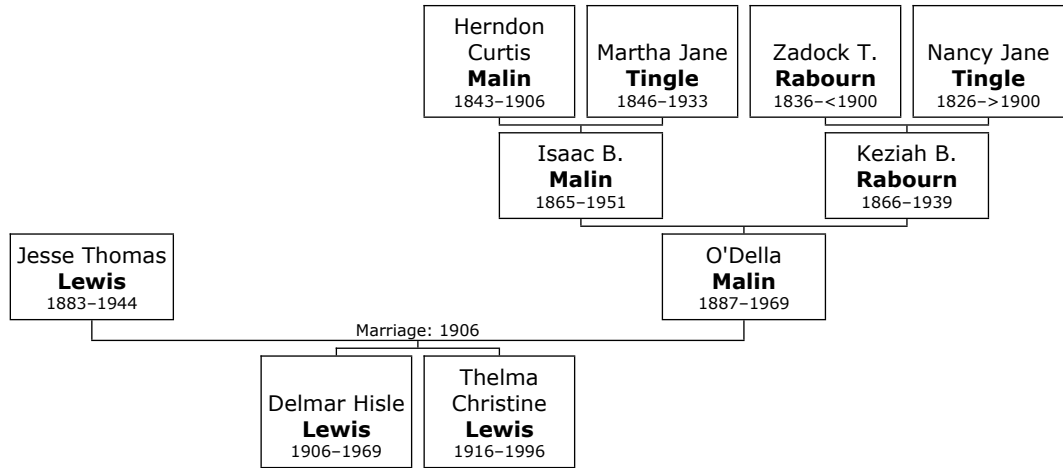 Herndon
Curtis
Malin
1843–1906
Martha Jane
Tingle
1846–1933
Zadock T.
Rabourn
1836–<1900
Nancy Jane
Tingle
1826–>1900
Isaac B.
Malin
1865–1951
Keziah B.
Rabourn
1866–1939
Jesse Thomas
Lewis
1883–1944
O'Della
Malin
1887–1969
Marriage: 1906
Delmar Hisle
Lewis
1906–1969
Thelma
Christine
Lewis
1916–1996